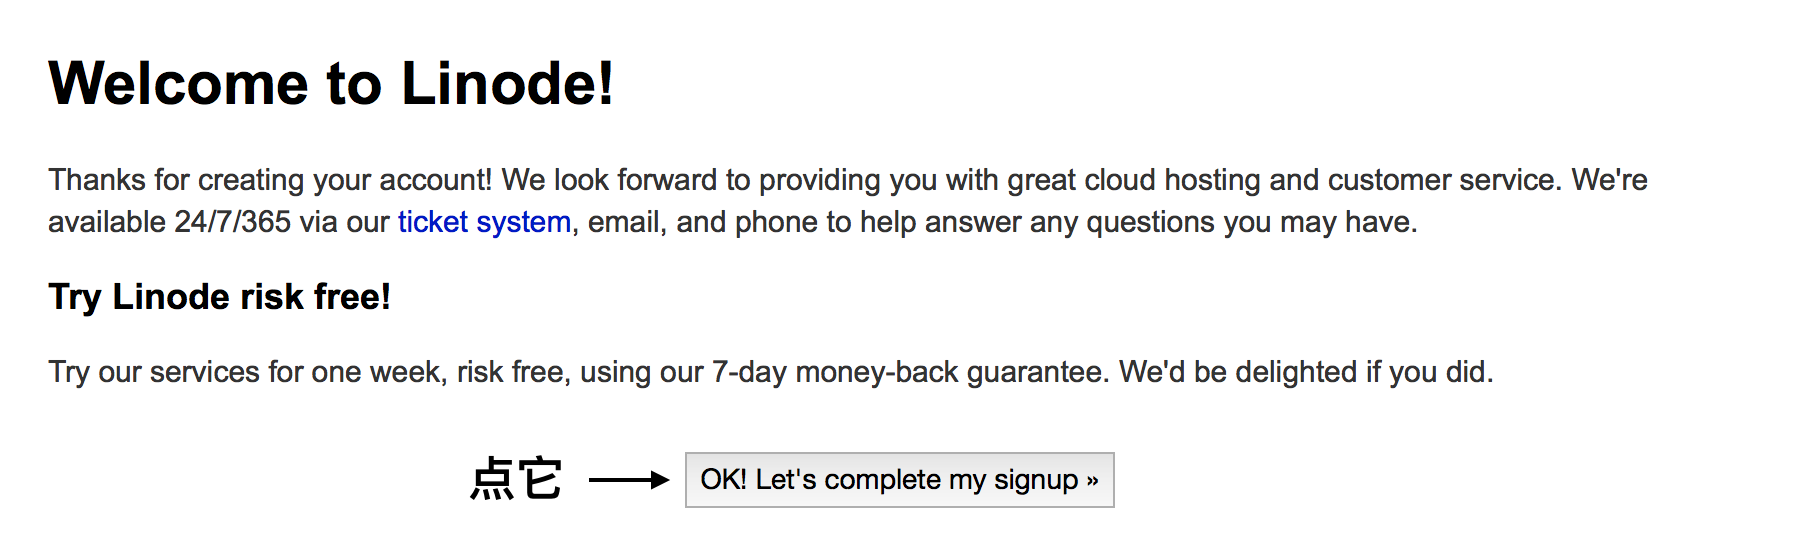 Welcome to Linode!
Thanks for creating your account! We look forward to providing you with great cloud hosting and customer service. We're
available 24/7/365 via our ticket system, email, and phone to help answer any questions you may have.
Try Linode risk free!
Try our services for one week, risk free, using our 7-day money-back guarantee. We'd be delighted if you did.
点它 OK! Let's complete my signup »